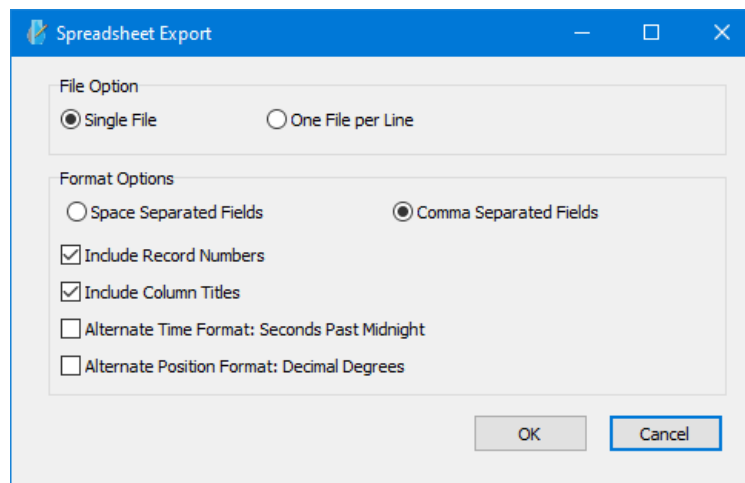 Spreadsheet Export
File Option
Single File One File per Line
Format Options
Space Separated Fields Comma Separated Fields
Include Record Numbers
Include Column Titles
Alternate Time Format: Seconds Past Midnight
Alternate Position Format: Decimal Degrees
OK Cancel